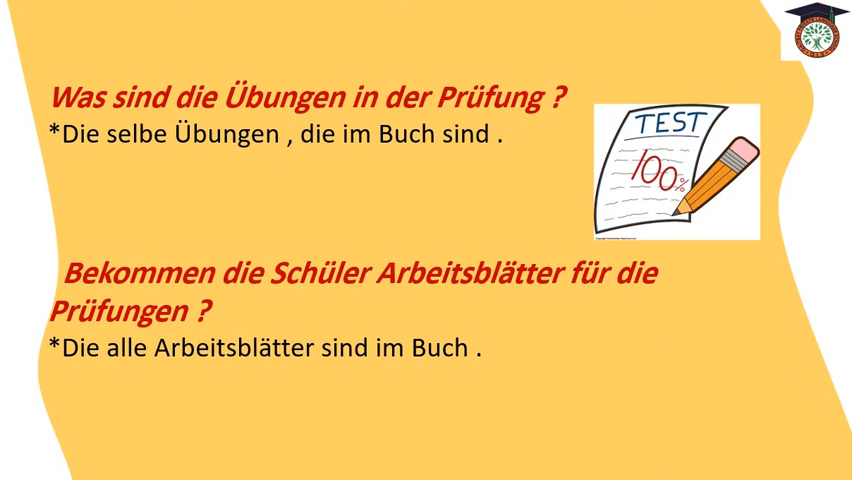 Was sind die Übungen in der Prüfung ?
*Die selbe Übungen , die im Buch sind .
TEST
100%
Bekommen die Schüler Arbeitsblätter für die
Prüfungen ?
*Die alle Arbeitsblätter sind im Buch .